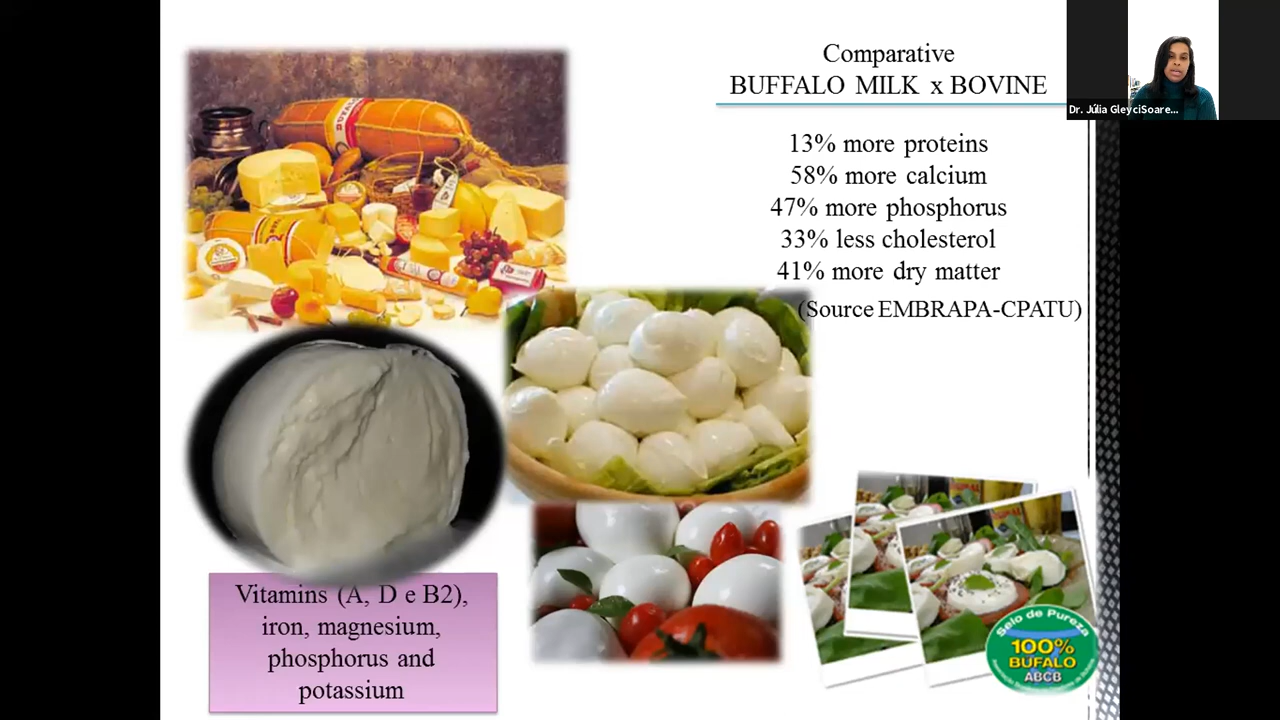 Comparative
BUFFALO MILK x BOVINE
Dr. Júlia GleyciSoare...
13% more proteins
58% more calcium
47% more phosphorus
33% less cholesterol
41% more dry matter
(Source EMBRAPA-CPATU)
Vitamins (A, D e B2),
iron, magnesium,
phosphorus and
potassium
Selo de Pureza
100%
BUFALO
ABCB